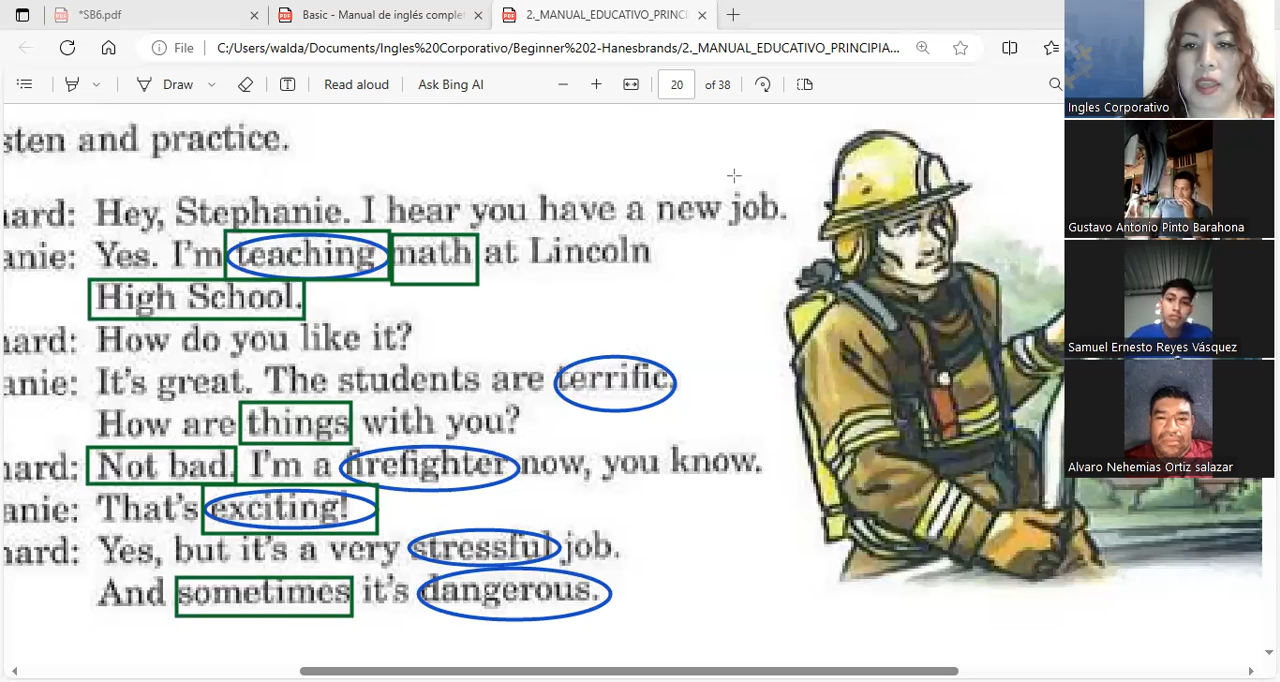 *SB6.pdf
Basic - Manual de inglés complet
2._MANUAL_EDUCATIVO_PRINCI
File
C:/Users/walda/Documents/Ingles%20Corporativo/Beginner%202-Hanesbrands/2._MANUAL_EDUCATIVO_PRINCIPIA...
Draw
Read aloud
Ask Bing AI
20 of 38
sten and practice.
hard: Hey, Stephanie. I hear you have a new job.
anie: Yes. I'm teaching math at Lincoln
High School.
hard: How do you like it?
anie: It's great. The students are terrific.
How are things with you?
hard: Not bad. I'm a firefighter now, you know.
anie: That's exciting!
hard: Yes, but it's a very stressful job.
And sometimes it's dangerous.
Ingles Corporativo
Gustavo Antonio Pinto Barahona
Samuel Ernesto Reyes Vásquez
Alvaro Nehemias Ortiz salazar